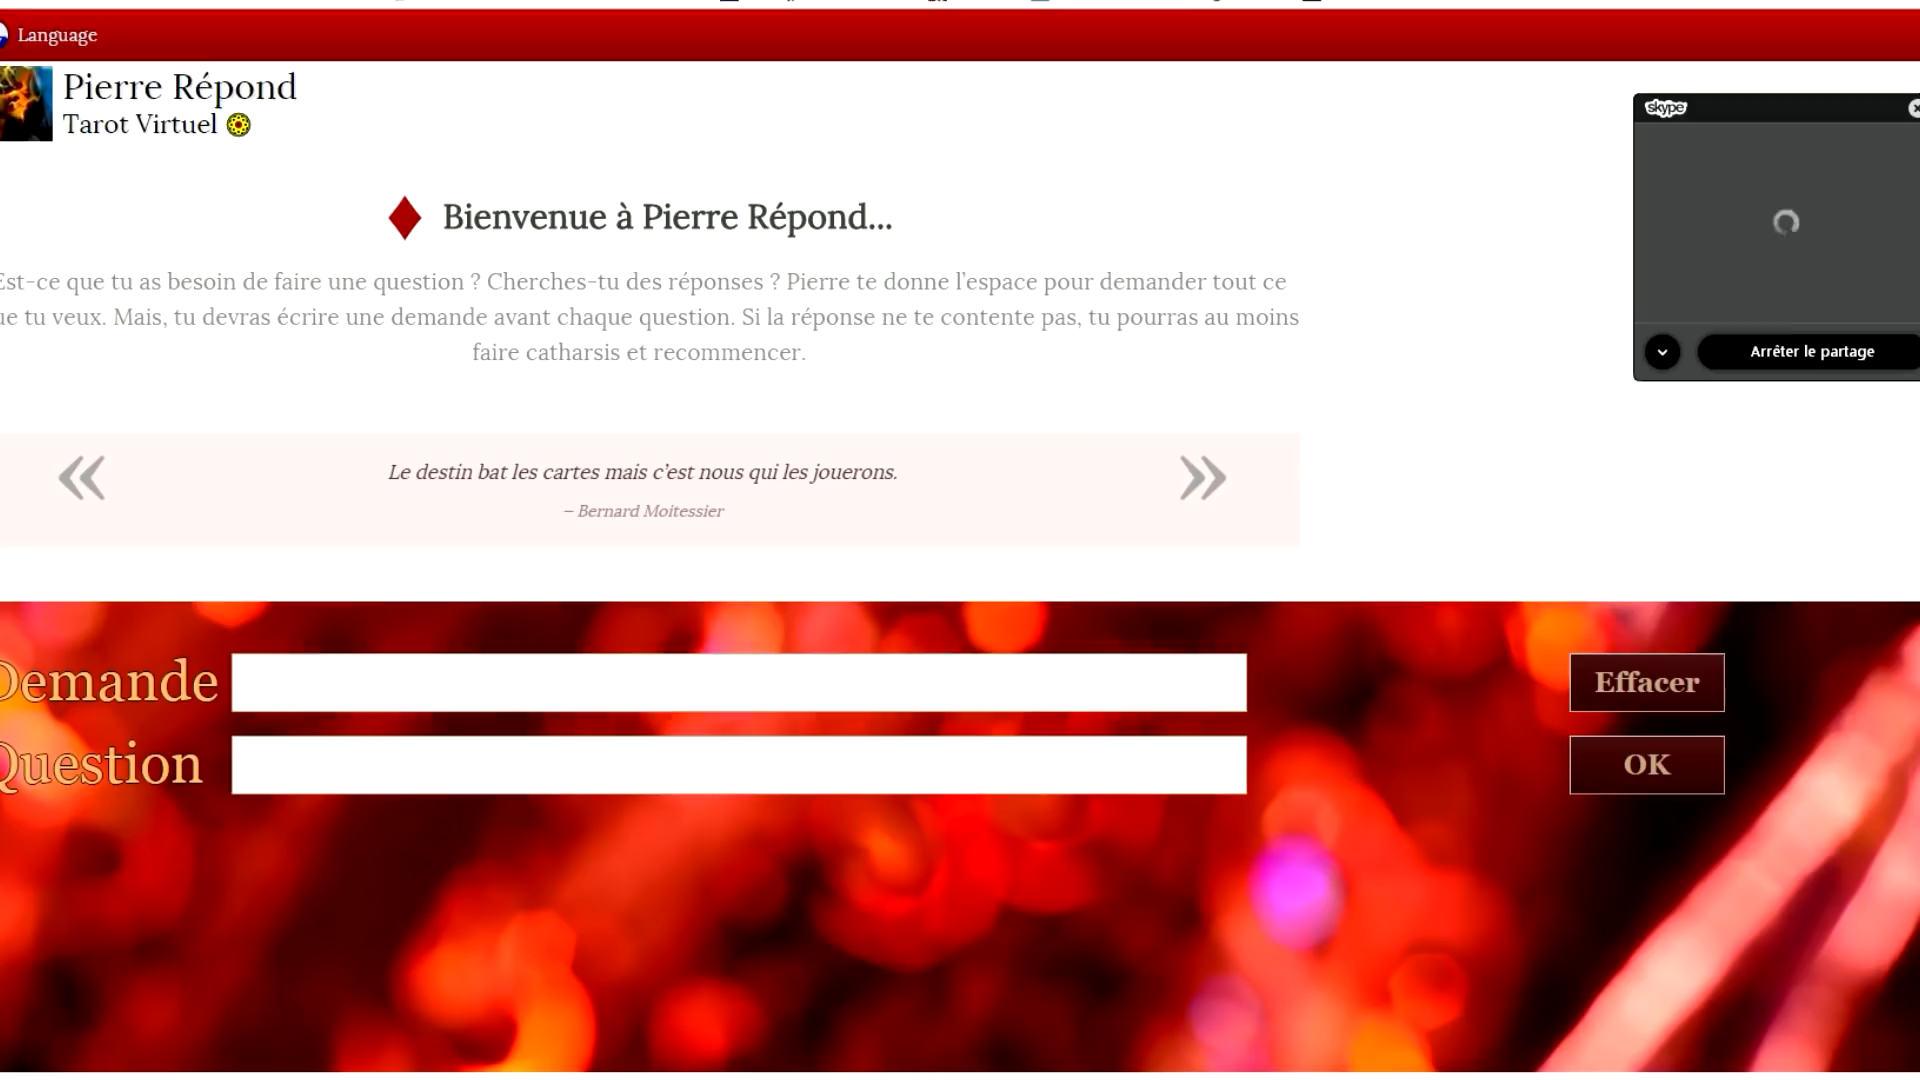 Language
Pierre Répond
Tarot Virtuel
skype
Bienvenue à Pierre Répond...
Est-ce que tu as besoin de faire une question ? Cherches-tu des réponses ? Pierre te donne l'espace pour demander tout ce
ue tu veux. Mais, tu devras écrire une demande avant chaque question. Si la réponse ne te contente pas, tu pourras au moins
faire catharsis et recommencer.
Arrêter le partage
« Le destin bat les cartes mais c'est nous qui les jouerons. »
– Bernard Moitessier
Demande
Effacer
Question
OK